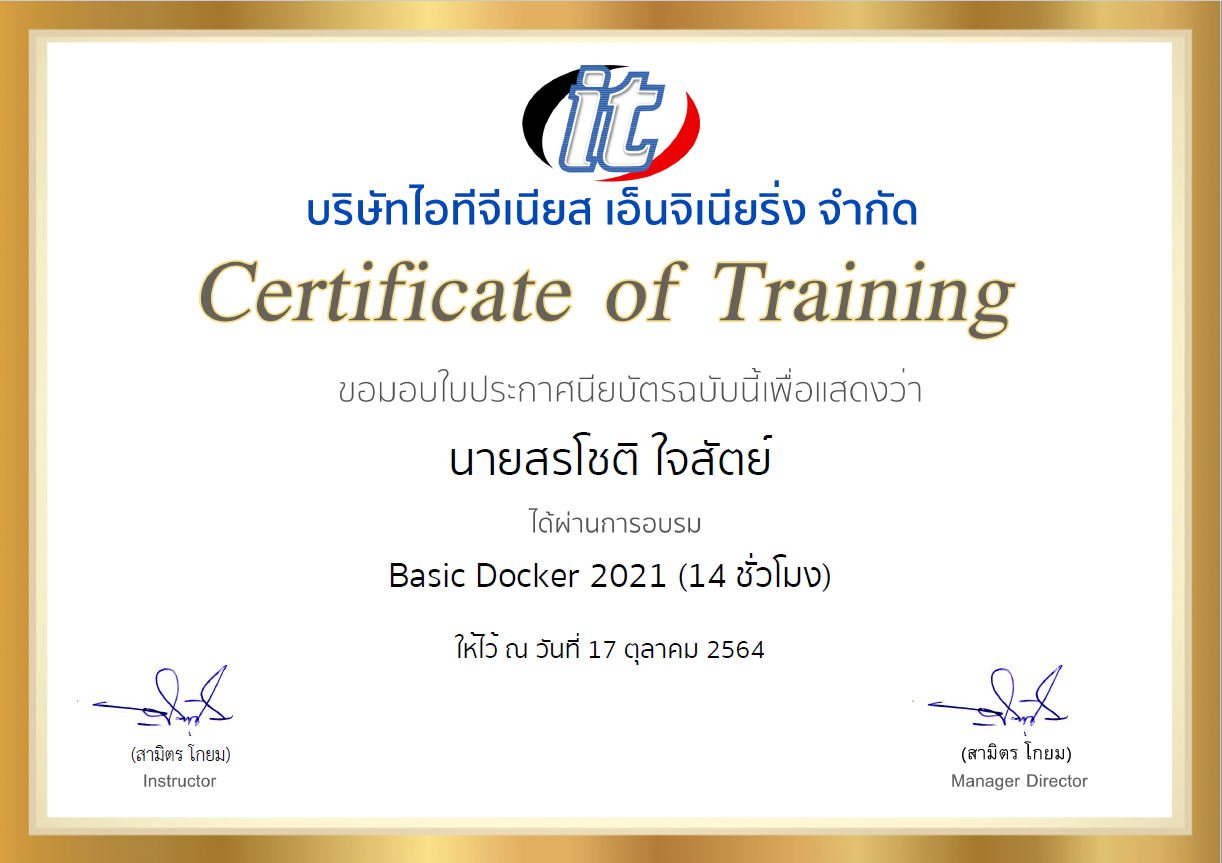 it
บริษัทไอทีจีเนียส เอ็นจิเนียริ่ง จำกัด
Certificate of Training
ขอมอบใบประกาศนียบัตรฉบับนี้เพื่อแสดงว่า
นายสรโชติ ใจสัตย์
ได้ผ่านการอบรม
Basic Docker 2021 (14 ชั่วโมง)
ให้ไว้ ณ วันที่ 17 ตุลาคม 2564
(สามิตร โกยม)
Instructor
(สามิตร โกยม)
Manager Director